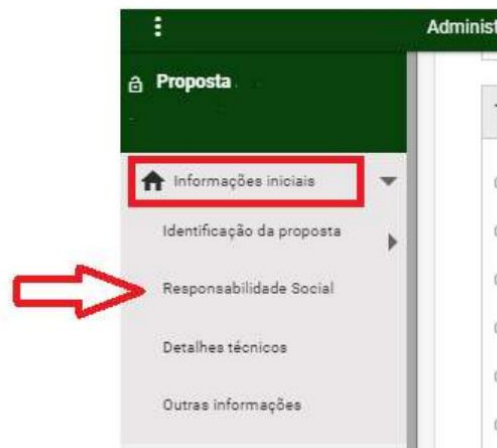 Administ
Proposta
Informações iniciais
Identificação da proposta
Responsabilidade Social
Detalhes técnicos
Outras informações